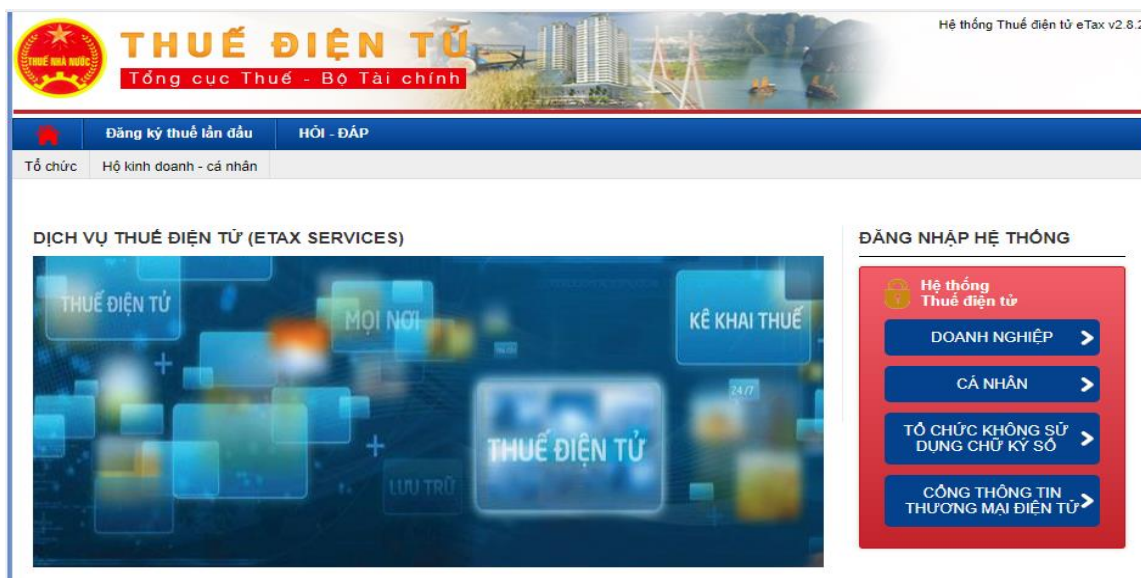 THUẾ NHÀ NƯỚC
THUẾ ĐIỆN TỬ
Tổng cục Thuế - Bộ Tài chính
Hệ thống Thuế điện tử eTax v2.8.2
Đăng ký thuế lần đầu
HỎI - ĐÁP
Tổ chức
Hộ kinh doanh - cá nhân
DỊCH VỤ THUẾ ĐIỆN TỬ (ETAX SERVICES)
THUẾ ĐIỆN TỬ
MỌI NƠI
KÊ KHAI THUẾ
24/7
THUẾ ĐIỆN TỬ
LƯU TRỮ
ĐĂNG NHẬP HỆ THỐNG
Hệ thống
Thuế điện tử
DOANH NGHIỆP
CÁ NHÂN
TỔ CHỨC KHÔNG SỬ
DỤNG CHỮ KÝ SỐ
CỔNG THÔNG TIN
THƯƠNG MẠI ĐIỆN TỬ